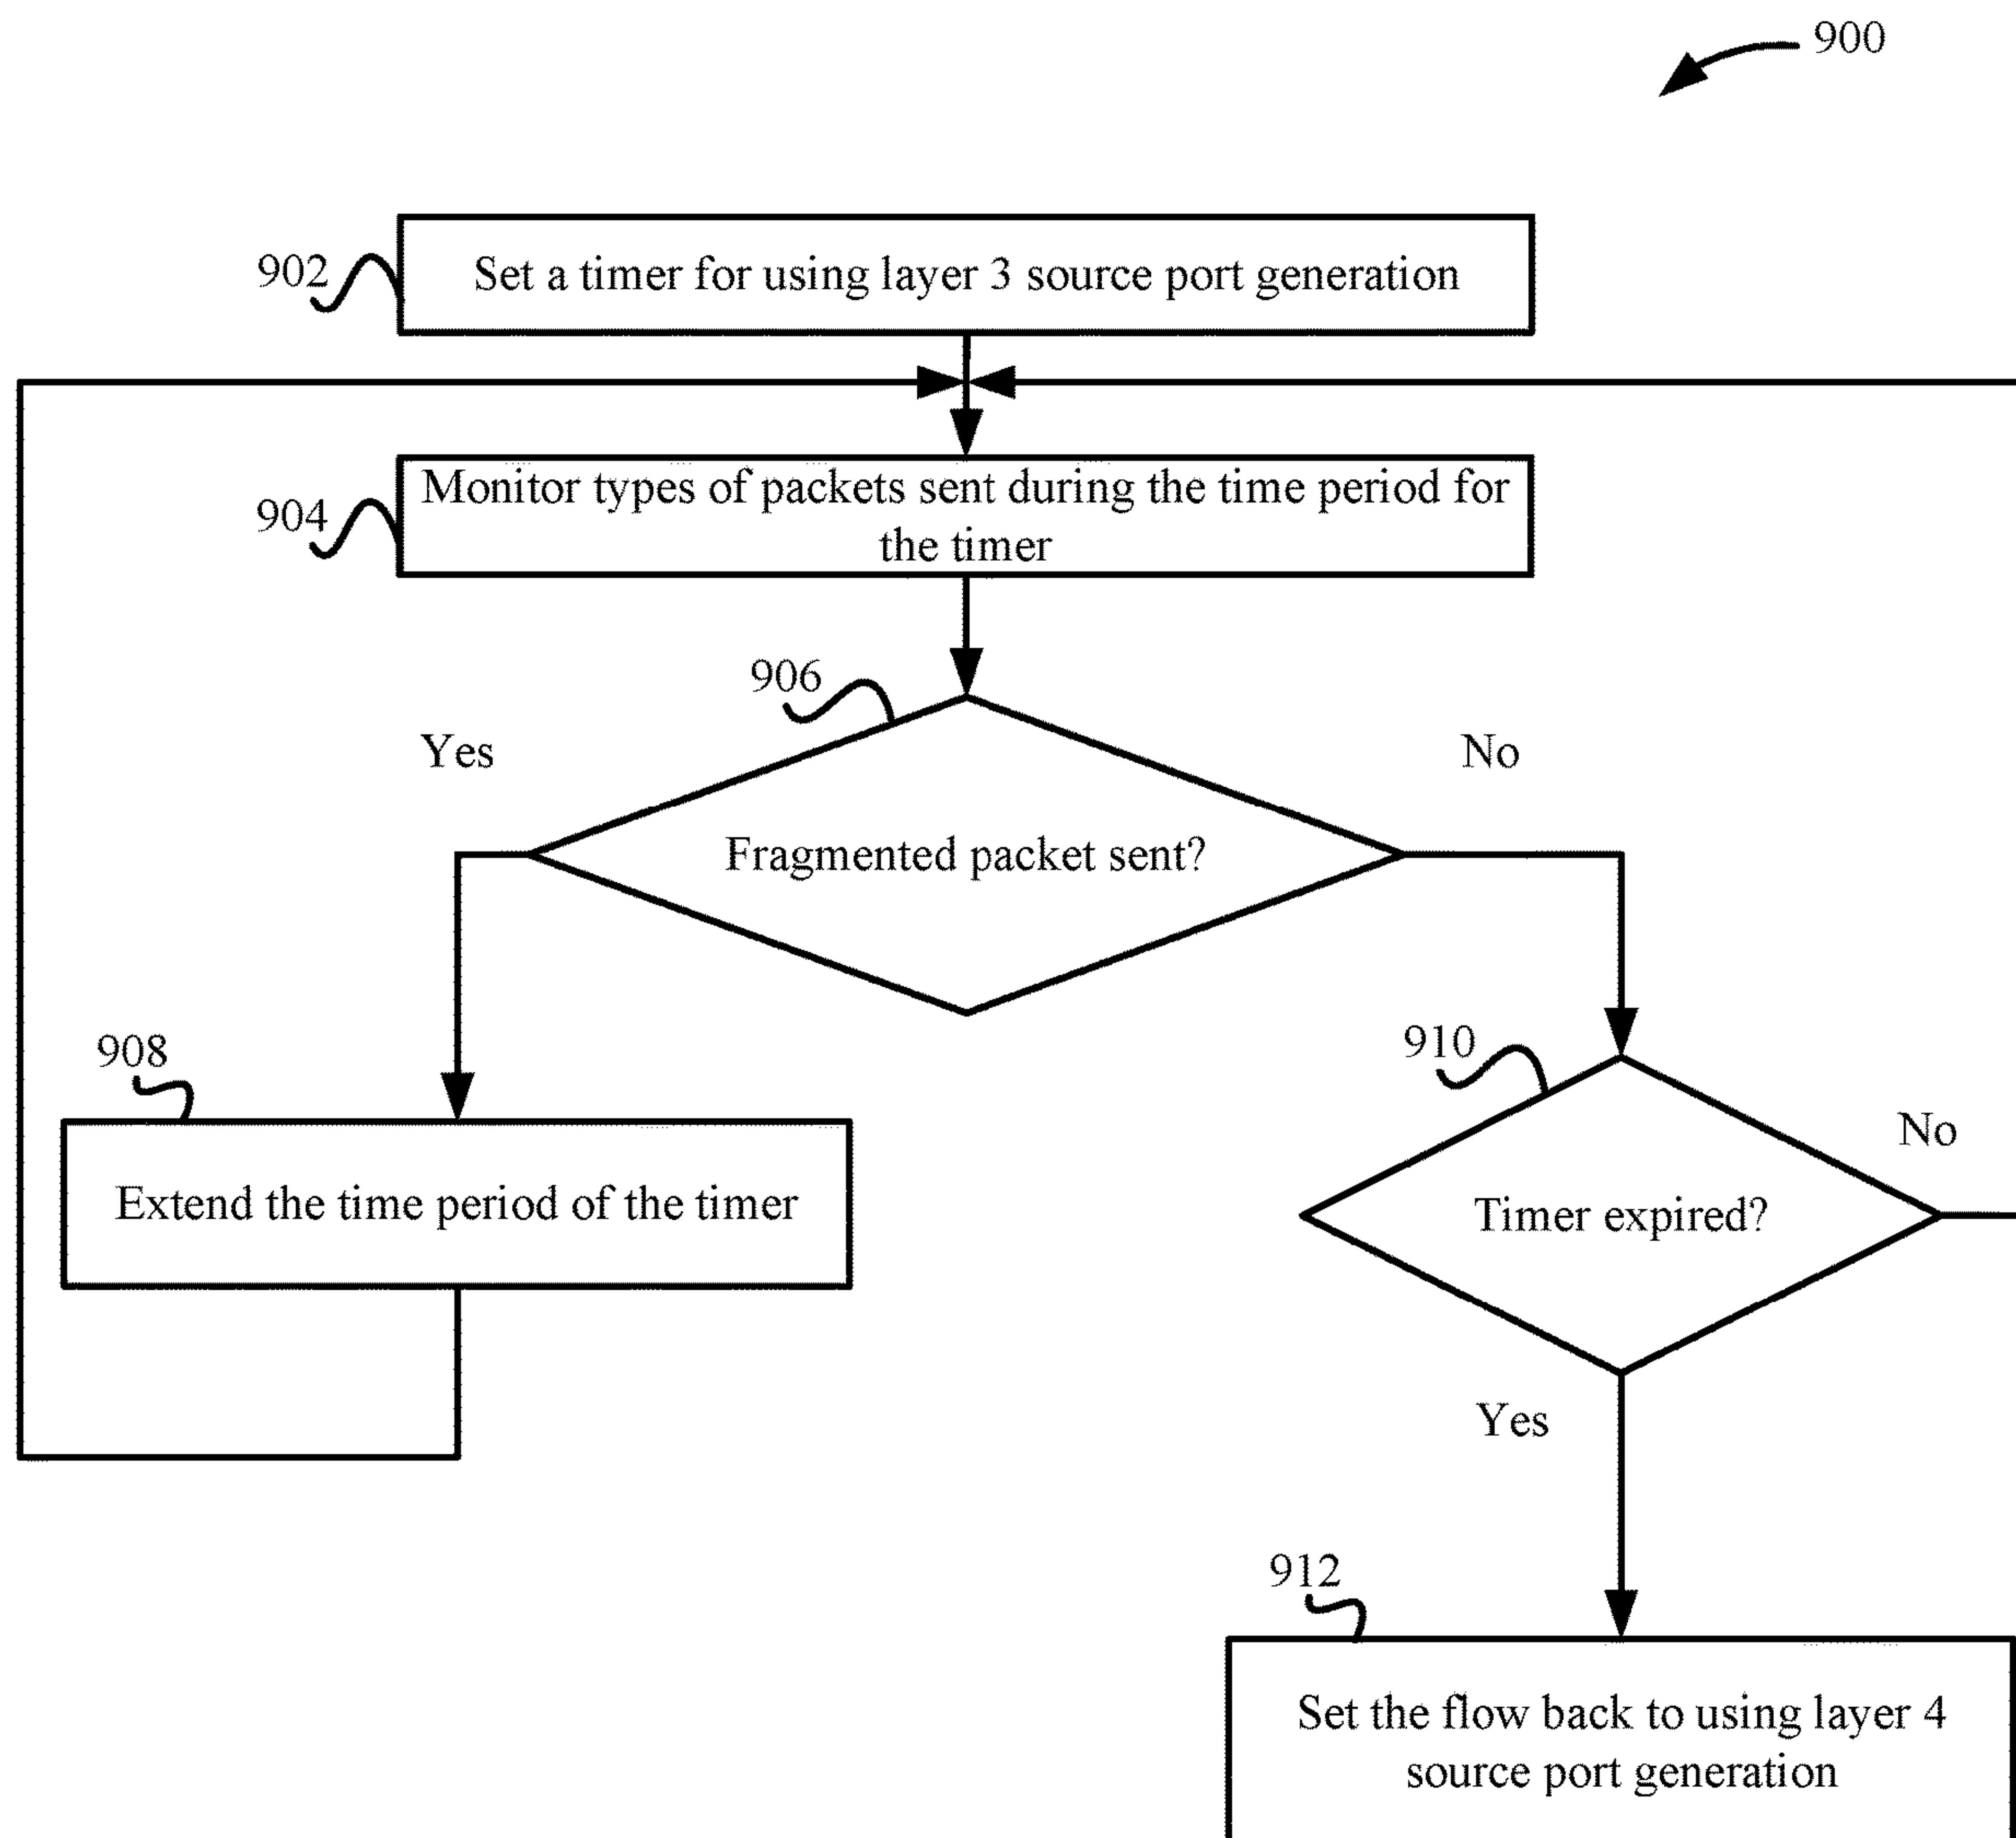 900
902
Set a timer for using layer 3 source port generation
904
Monitor types of packets sent during the time period for
the timer
906
Yes
No
Fragmented packet sent?
908
Extend the time period of the timer
910
No
Timer expired?
Yes
912
Set the flow back to using layer 4
source port generation